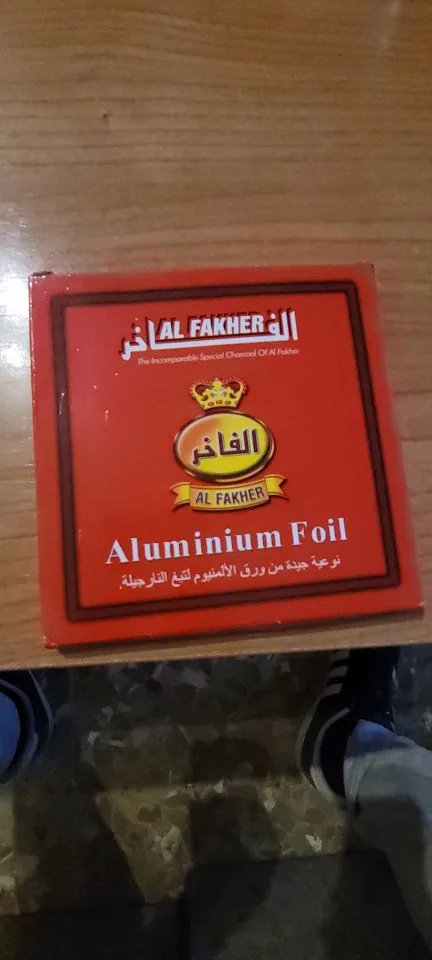 الفـــاخر AL FAKHER
The Incomparable Special Charcoal Of Al Fakher
الفاخر
AL FAKHER
Aluminium Foil
نوعية جيدة من ورق الألمنيوم لتبغ النارجيلة.